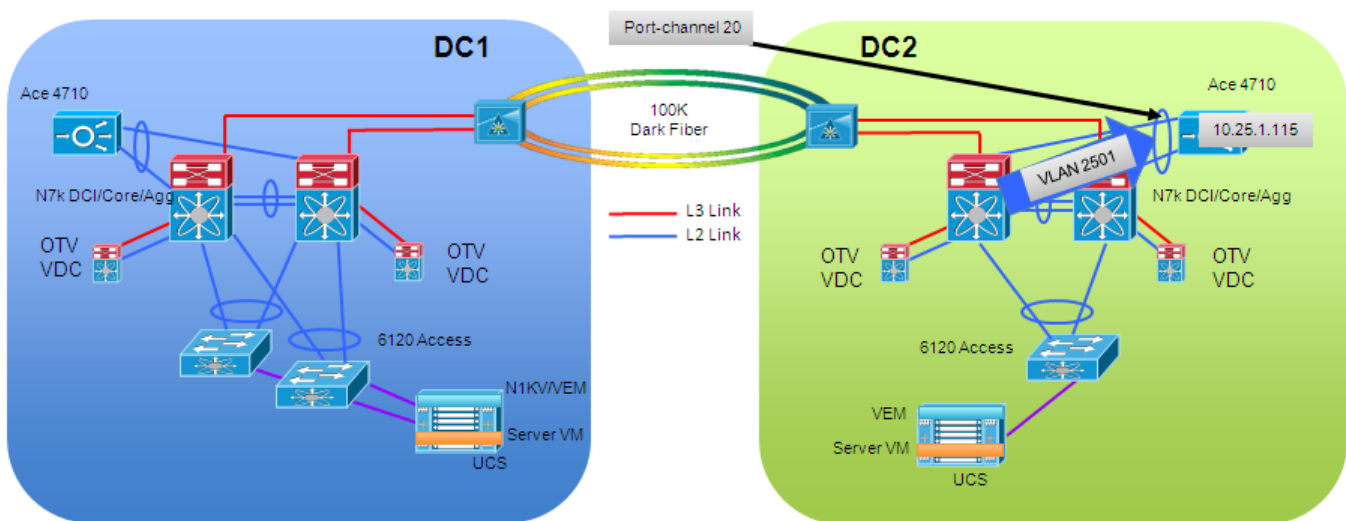 DC1
Port-channel 20
DC2
Ace 4710
Ace 4710
100K
Dark Fiber
10.25.1.115
VLAN 2501
N7k DCI/Core/Agg
N7k DCI/Core/Agg
L3 Link
L2 Link
OTV
VDC
OTV
VDC
OTV
VDC
OTV
VDC
6120 Access
6120 Access
N1KV/VEM
Server VM
UCS
VEM
Server VM
UCS